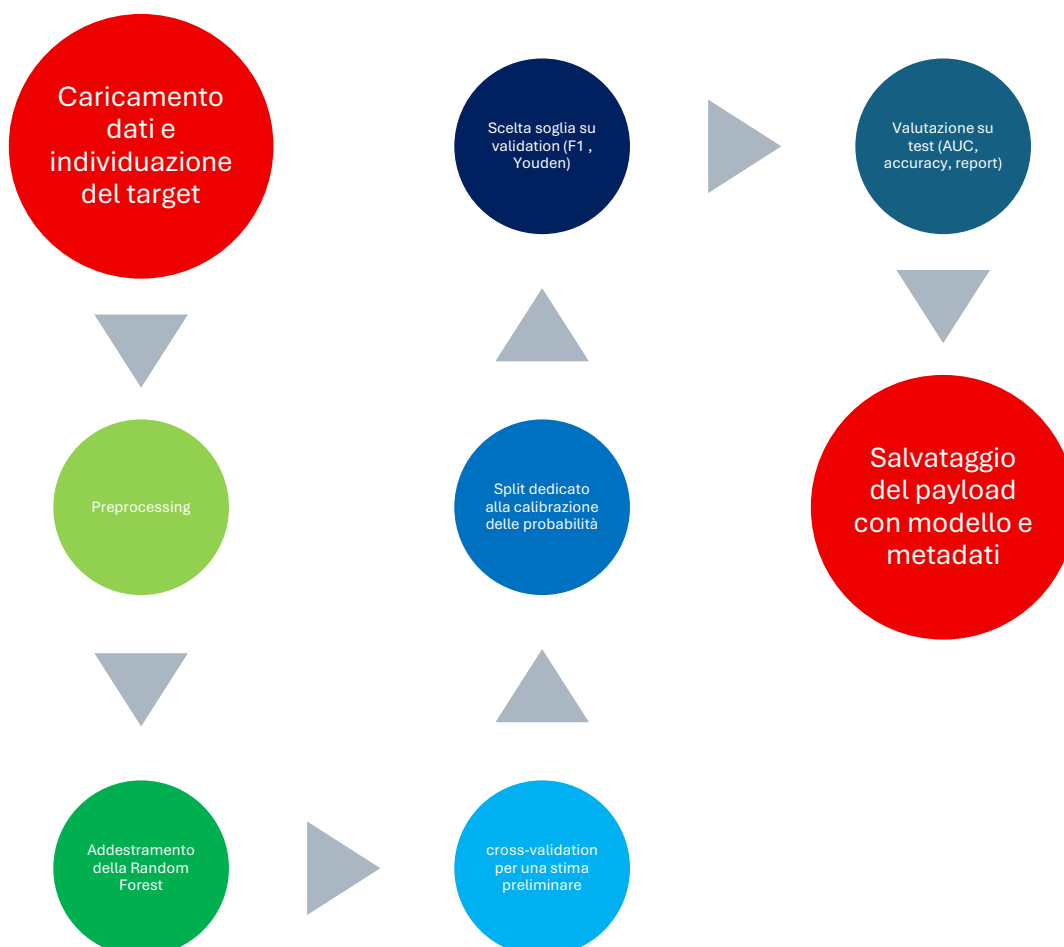 Caricamento
dati e
individuazione
del target
Preprocessing
Addestramento
della Random
Forest
cross-validation
per una stima
preliminare
Split dedicato
alla calibrazione
delle probabilità
Scelta soglia su
validation (F1 ,
Youden)
Valutazione su
test (AUC,
accuracy, report)
Salvataggio
del payload
con modello e
metadati